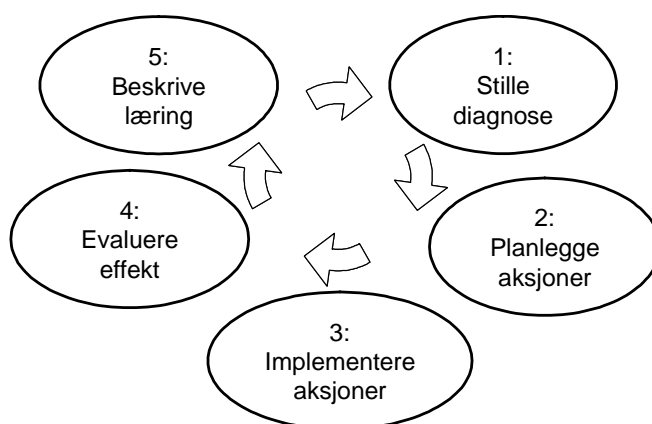 1:
Stille
diagnose
2:
Planlegge
aksjoner
3:
Implementere
aksjoner
4:
Evaluere
effekt
5:
Beskrive
læring